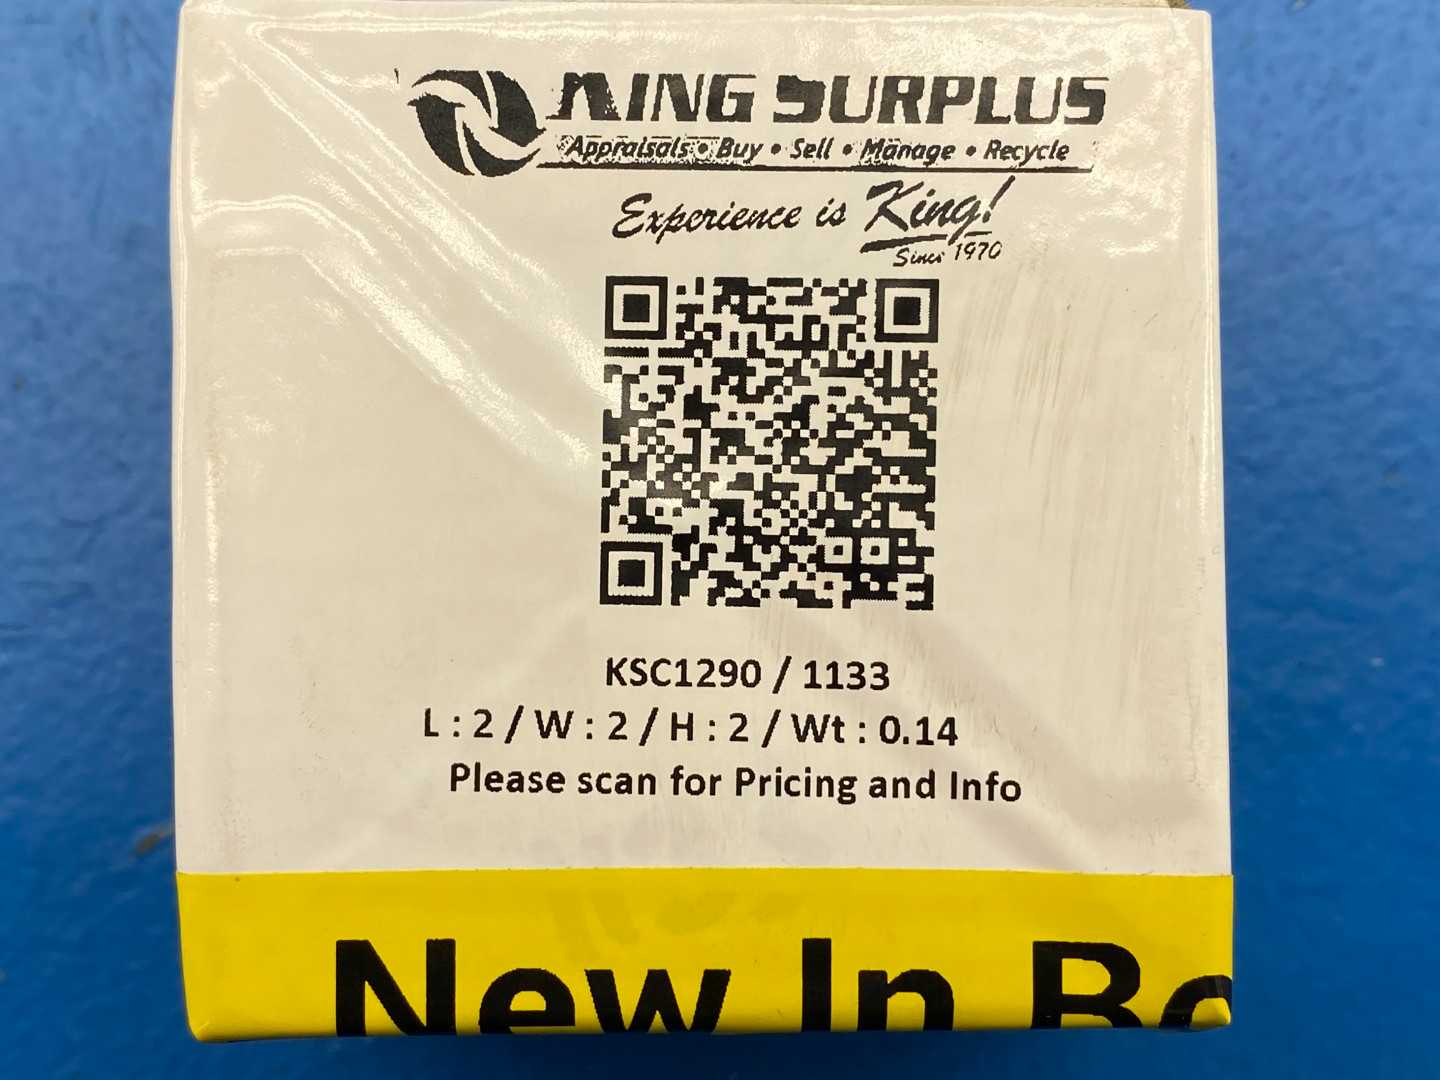 KING SURPLUS
Appraisals • Buy • Sell • Manage • Recycle
Experience is King!
Since 1970
KSC1290 / 1133
L : 2 / W : 2 / H : 2 / Wt : 0.14
Please scan for Pricing and Info
New In Bo